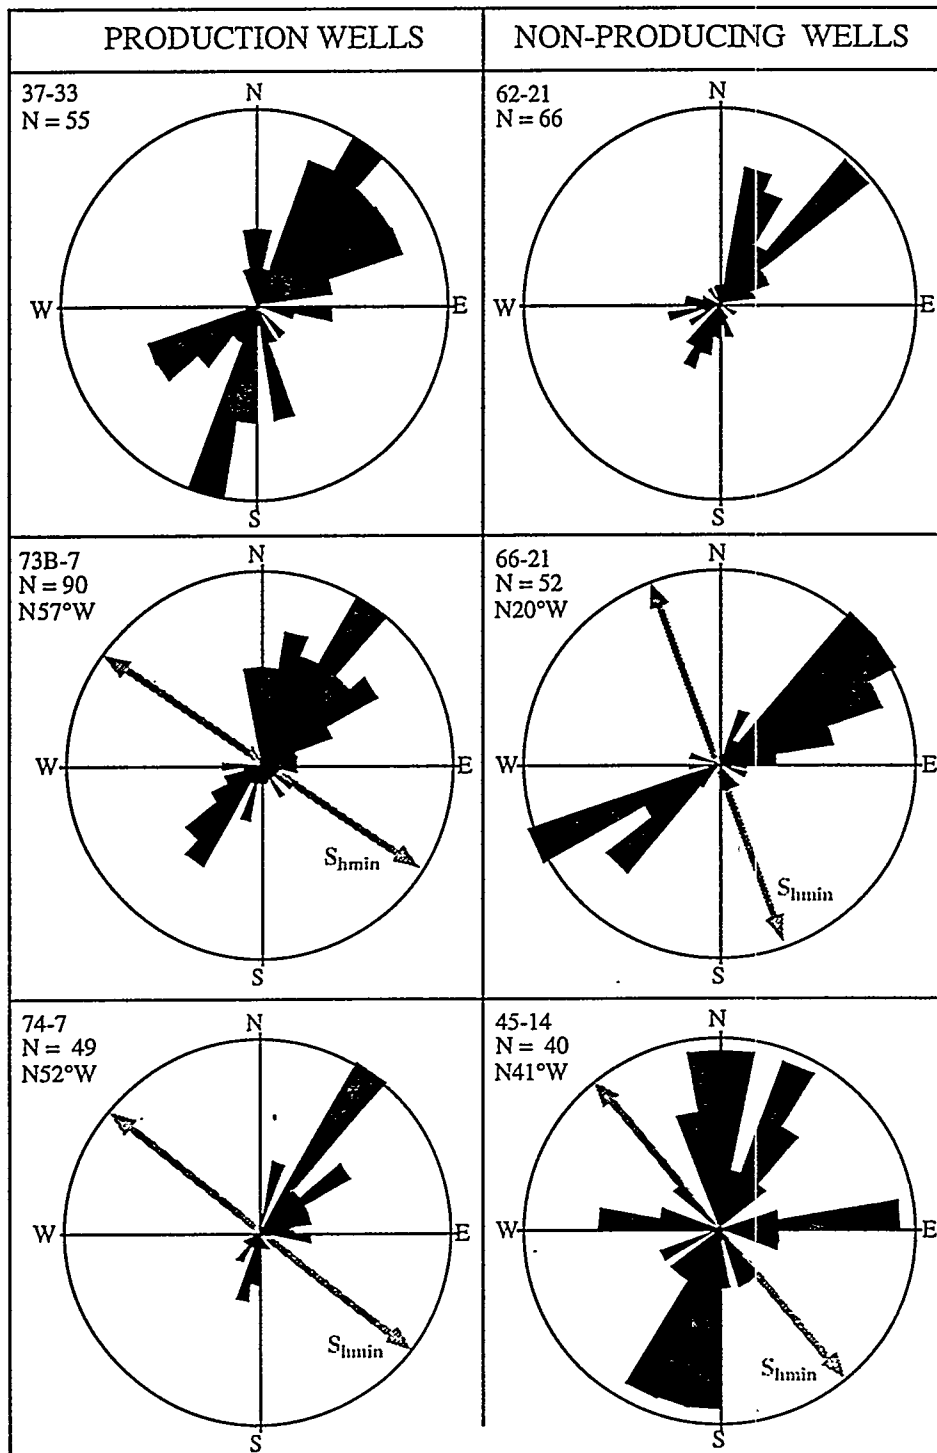 PRODUCTION WELLS
NON-PRODUCING WELLS
37-33
N = 55
N
W
E
S
62-21
N = 66
N
W
E
S
73B-7
N = 90
N57°W
N
W
E
Shmin
S
66-21
N = 52
N20°W
N
W
E
Shmin
S
74-7
N = 49
N52°W
N
W
E
Shmin
S
45-14
N = 40
N41°W
N
W
E
Shmin
S